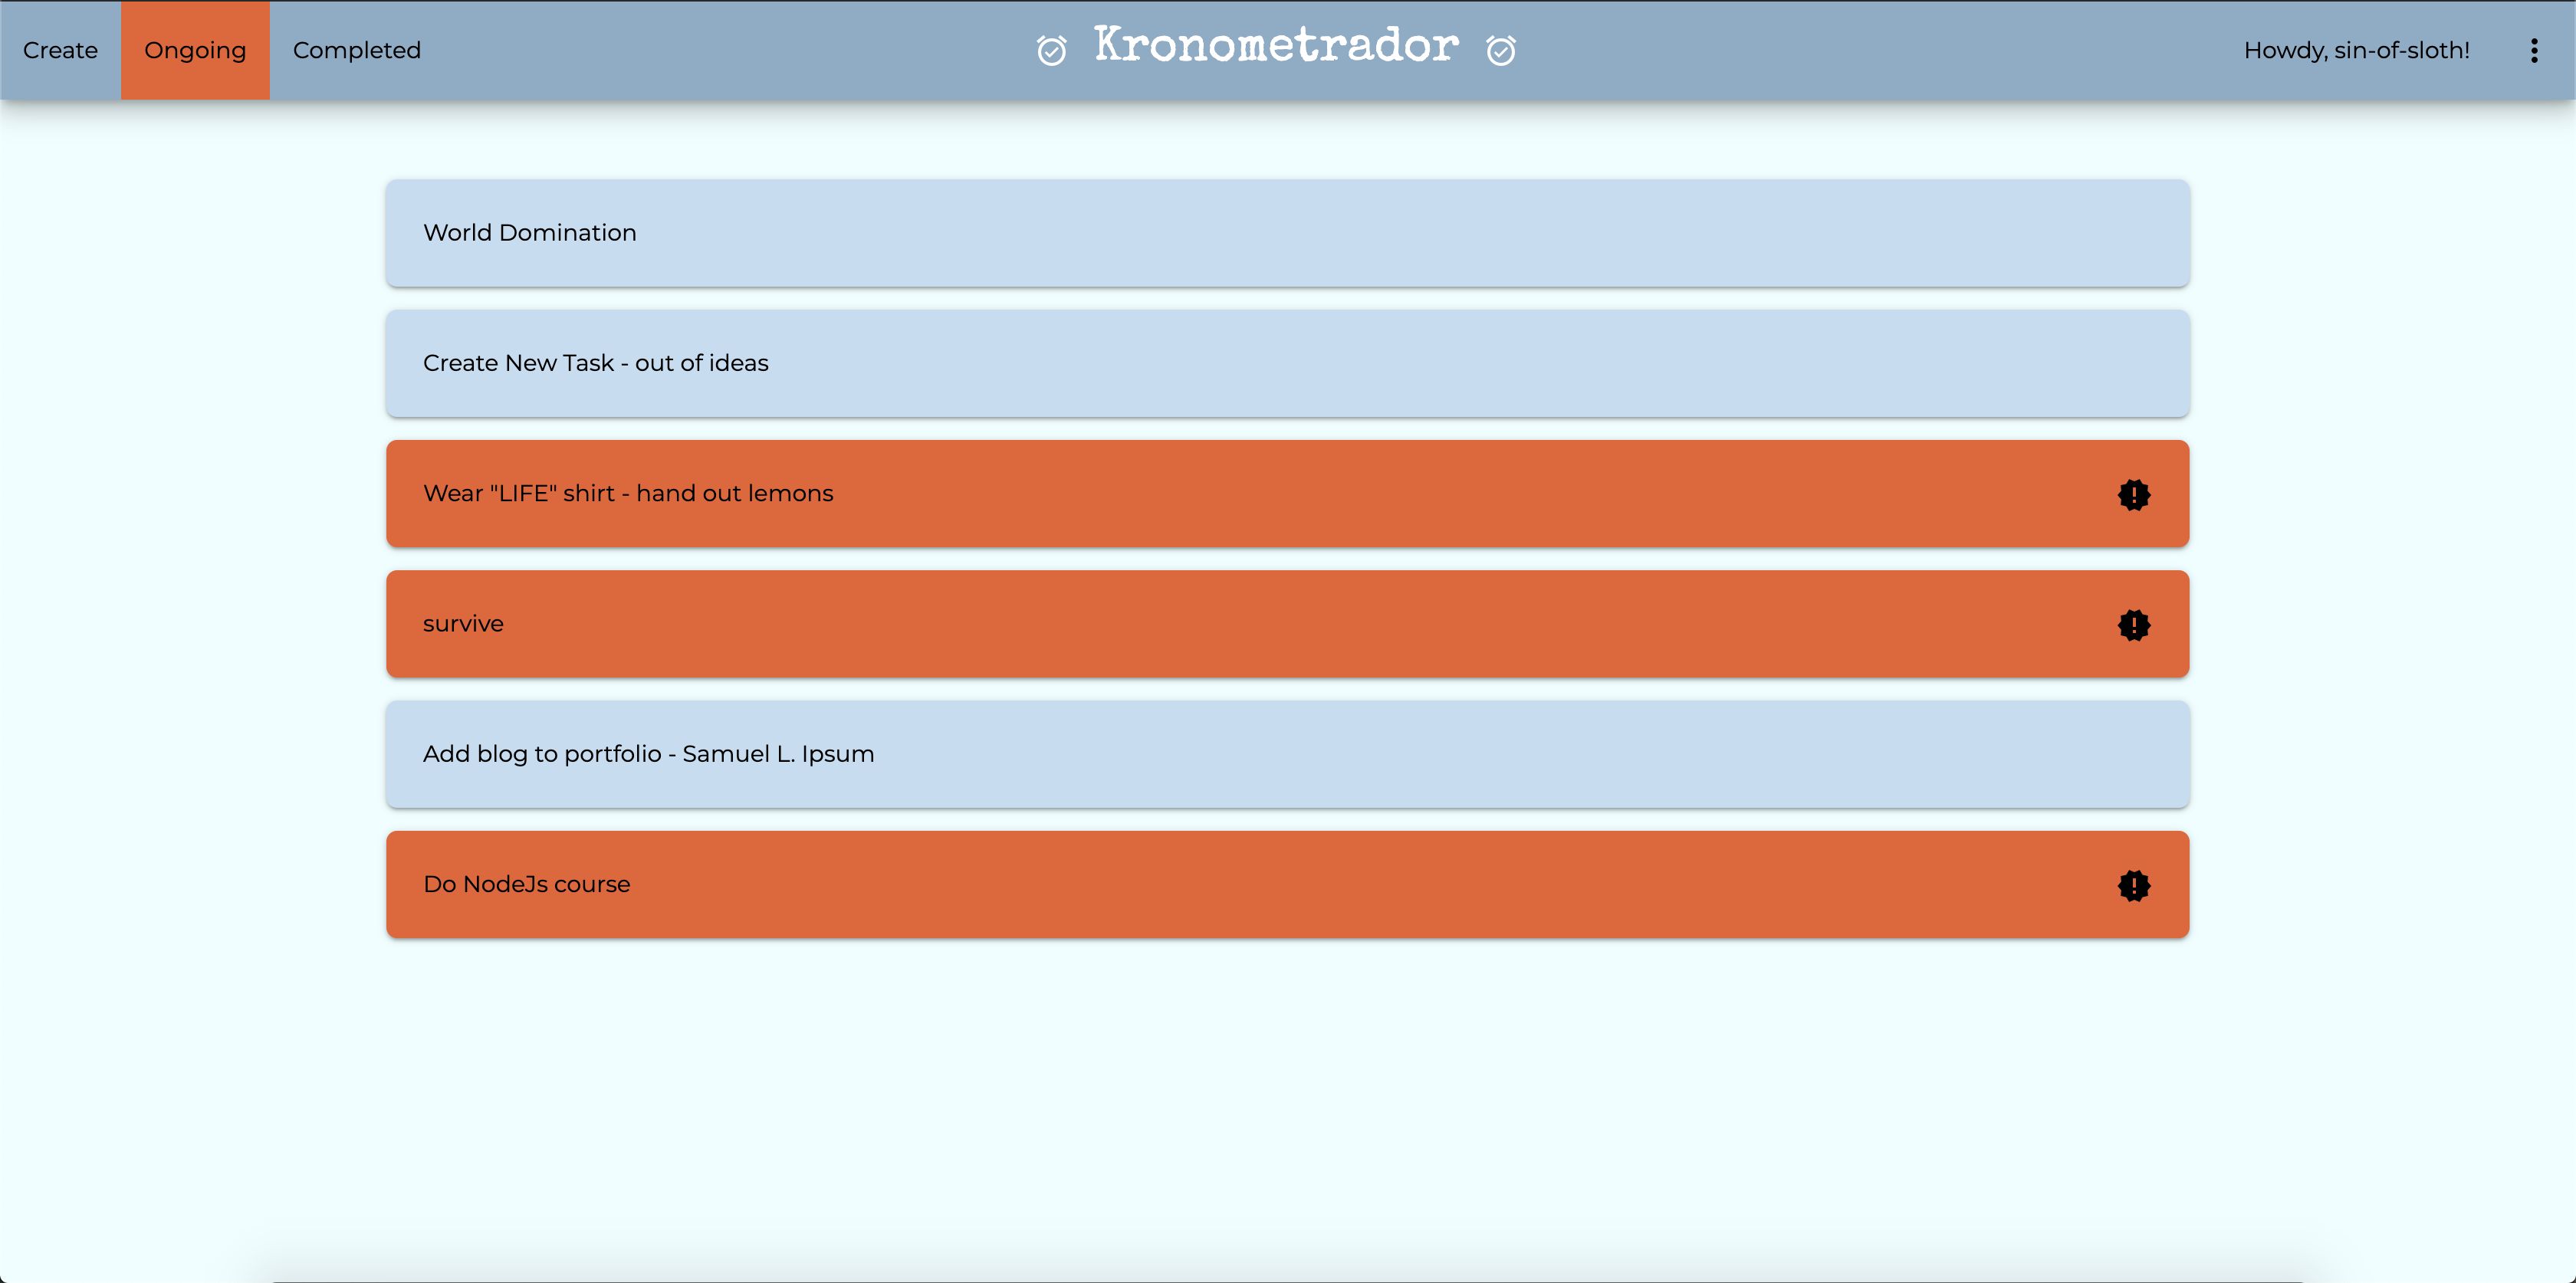 Create Ongoing Completed Kronometrador Howdy, sin-of-sloth!
World Domination
Create New Task - out of ideas
Wear "LIFE" shirt - hand out lemons
survive
Add blog to portfolio - Samuel L. Ipsum
Do NodeJs course